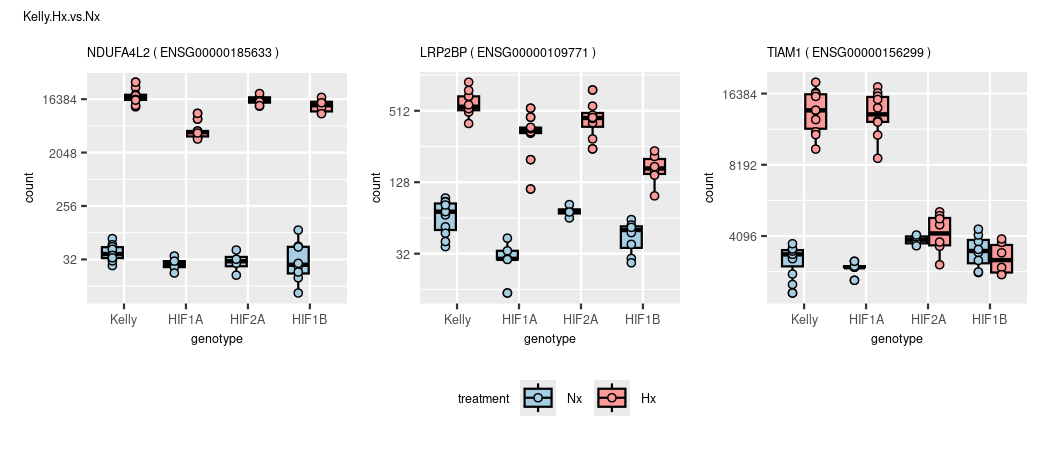 Kelly.Hx.vs.Nx
NDUFA4L2 ( ENSG00000185633 )
LRP2BP ( ENSG00000109771 )
TIAM1 ( ENSG00000156299 )
count
16384
2048
256
32
Kelly HIF1A HIF2A HIF1B
genotype
count
512
128
32
Kelly HIF1A HIF2A HIF1B
genotype
count
16384
8192
4096
Kelly HIF1A HIF2A HIF1B
genotype
treatment Nx Hx